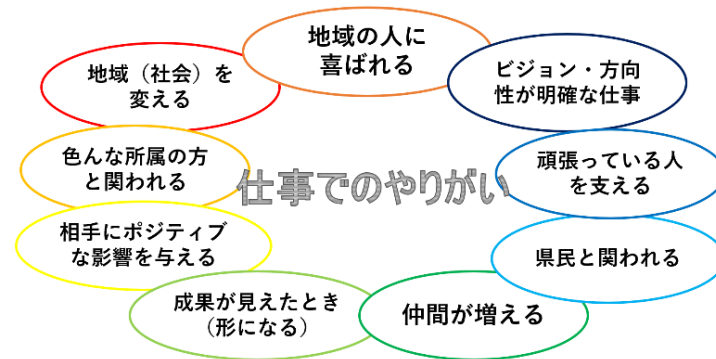 地域の人に
喜ばれる
地域（社会）を
変える
ビジョン・方向
性が明確な仕事
色んな所属の方
と関われる
仕事でのやりがい
頑張っている人
を支える
相手にポジティブ
な影響を与える
県民と関われる
成果が見えたとき
（形になる）
仲間が増える